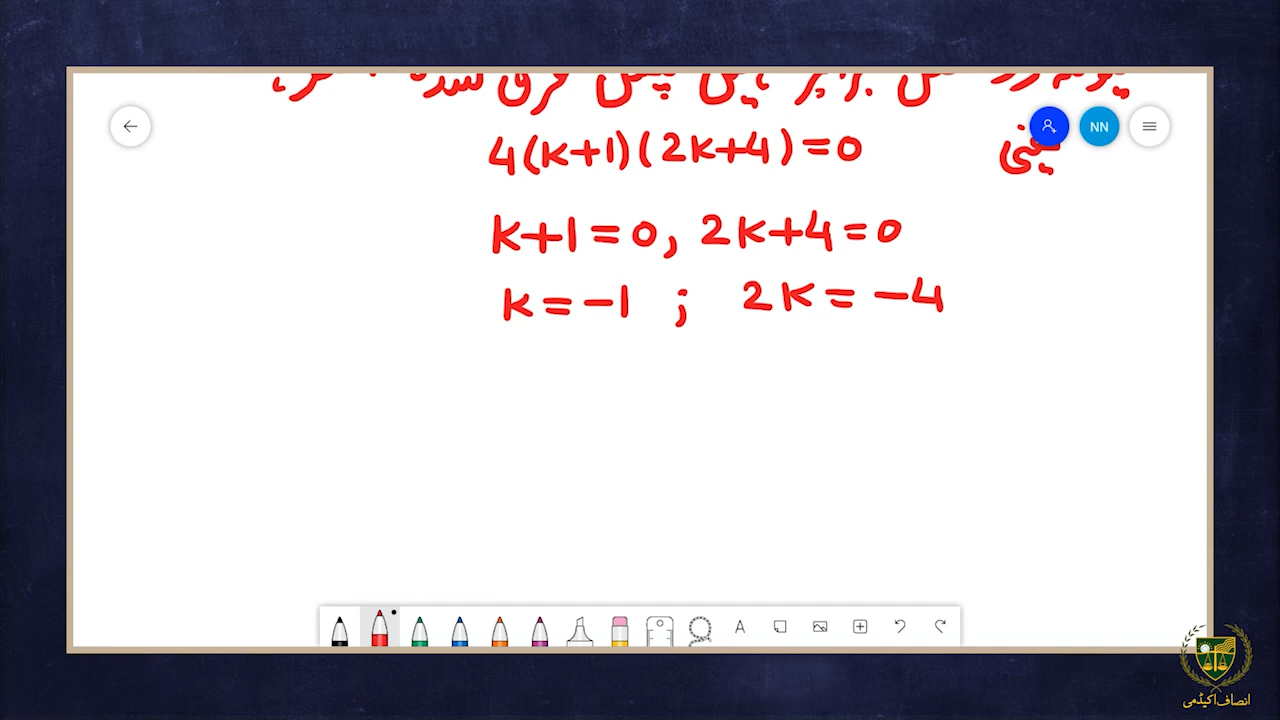 یعنی 4(k+1)(2k+4)=0
k+1=0, 2k+4=0
k=-1 ; 2k=-4
NN
A
انصاف اکیڈمی